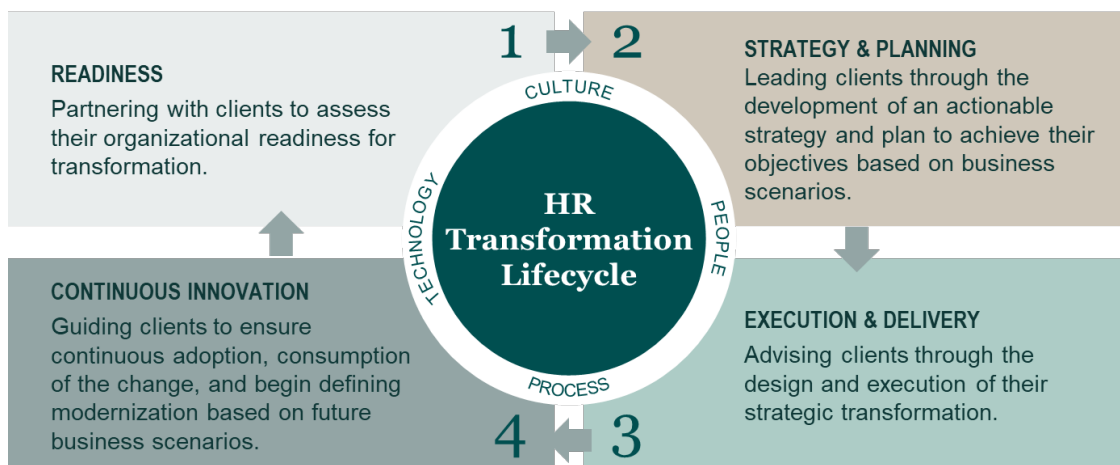 1
2
READINESS
Partnering with clients to assess
their organizational readiness for
transformation.
STRATEGY & PLANNING
Leading clients through the
development of an actionable
strategy and plan to achieve their
objectives based on business
scenarios.
CULTURE
PEOPLE
PROCESS
TECHNOLOGY
HR
Transformation
Lifecycle
EXECUTION & DELIVERY
Advising clients through the
design and execution of their
strategic transformation.
3
CONTINUOUS INNOVATION
Guiding clients to ensure
continuous adoption, consumption
of the change, and begin defining
modernization based on future
business scenarios.
4